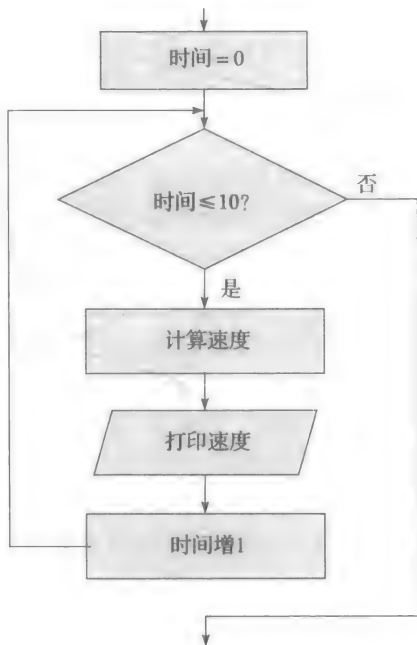 时间=0
时间≤10?
否
是
计算速度
打印速度
时间增1